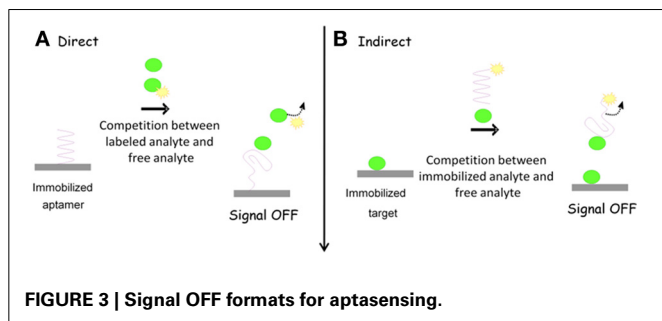 A Direct
Competition between
labeled analyte and
free analyte
Immobilized
aptamer
Signal OFF
B Indirect
Competition between
immobilized analyte and
free analyte
Immobilized
target
Signal OFF
FIGURE 3 | Signal OFF formats for aptasensing.